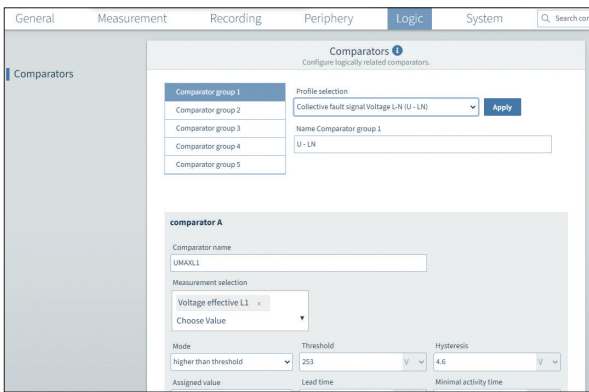 General Measurement Recording Periphery Logic System Search cor
Comparators
Comparators i
Configure logically related comparators.
Comparator group 1
Comparator group 2
Comparator group 3
Comparator group 4
Comparator group 5
Profile selection
Collective fault signal Voltage L-N (U - LN) Apply
Name Comparator group 1
U - LN
comparator A
Comparator name
UMAXL1
Measurement selection
Voltage effective L1 x
Choose Value
Mode Threshold Hysteresis
higher than threshold 253 V 4.6 V
Assigned value Lead time Minimal activity time